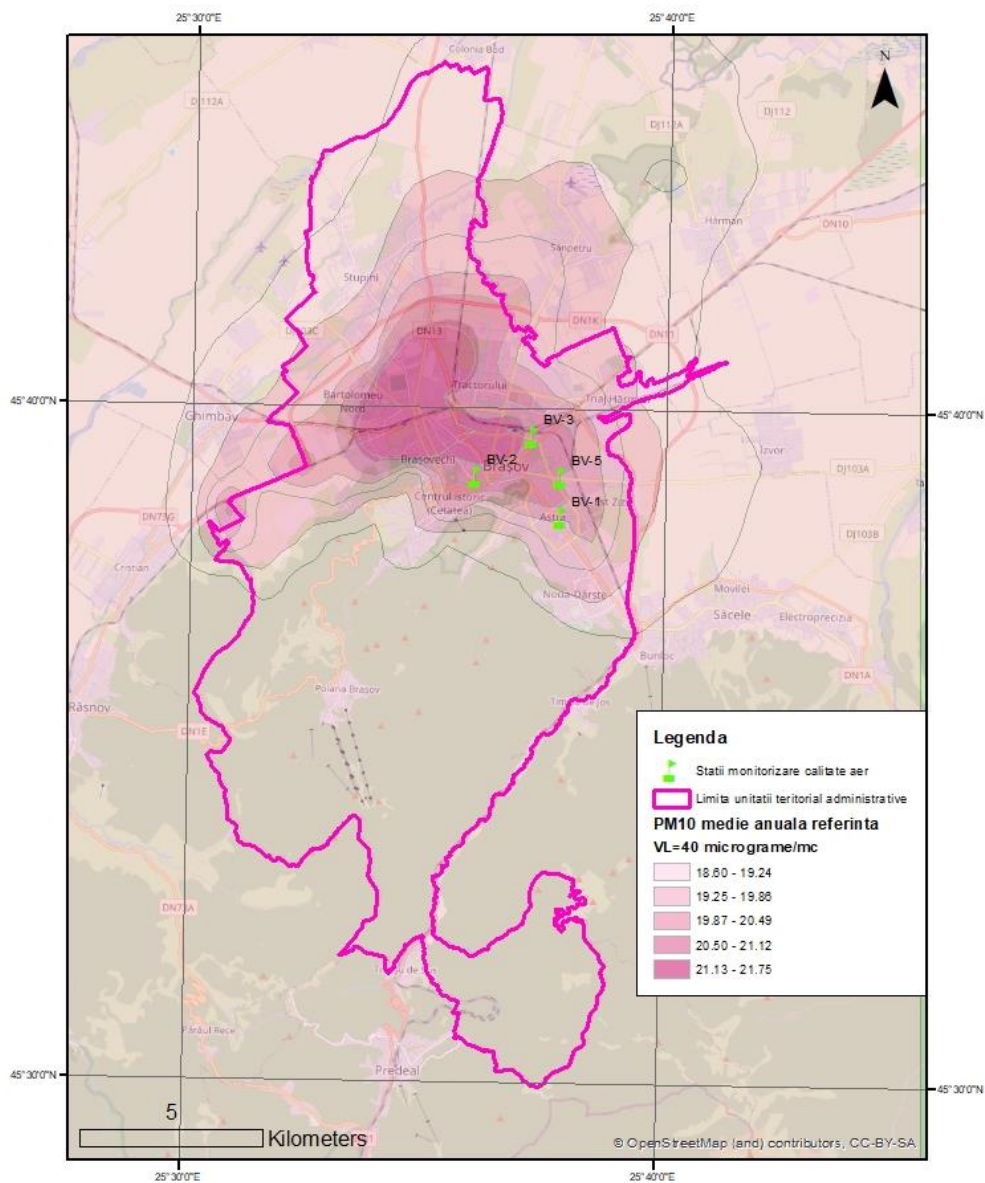 25°30'0"E
25°40'0"E
Colonia Bod
N
DJ112A
DJ112
DJ112A
Hărman
DN10
Sânpetru
Stupini
DN1K
DN13
DN11
103C
Tractorului
Bartolomeu
Nord
Triaj Hărman
45°40'0"N
45°40'0"N
Ghimbav
BV-3
Brașovechi
BV-2
Brașov
BV-5
Izvor
DJ103A
Centrul istoric
(Cetatea)
BV-1
Astra
DN73G
DJ103B
Cristian
Noua-Dârste
Movilei
Săcele
Electroprecizia
Bunloc
DN1A
Poiana Brașov
Râșnov
DN1E
Legenda
Statii monitorizare calitate aer
Limita unitatii teritorial administrative
PM10 medie anuala referinta
VL=40 micrograme/mc
18.60 - 19.24
19.25 - 19.86
19.87 - 20.49
20.50 - 21.12
21.13 - 21.75
DN73A
Pârâul Rece
Predeal
45°30'0"N
45°30'0"N
5
Kilometers
© OpenStreetMap (and) contributors, CC-BY-SA
25°30'0"E
25°40'0"E